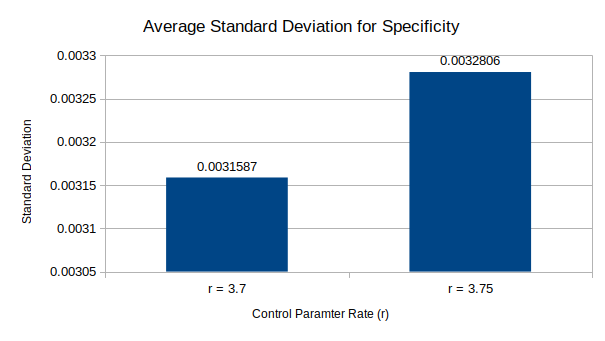 Average Standard Deviation for Specificity
0.0033
0.00325
0.0032
0.00315
0.0031
0.00305
Standard Deviation
0.0031587
0.0032806
r = 3.7
r = 3.75
Control Paramter Rate (r)